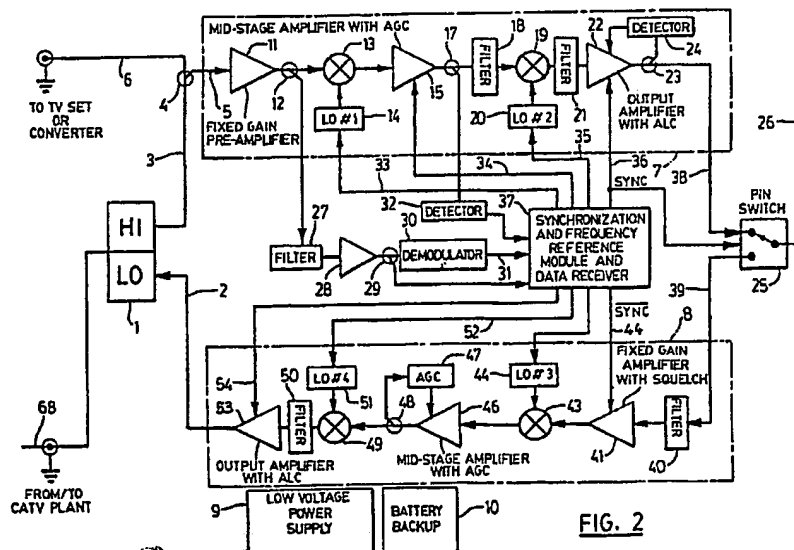 MID-STAGE AMPLIFIER WITH AGC
11
13
17
18
19
22
DETECTOR
24
23
6
4
5
12
15
FILTER
FILTER
21
TO TV SET
OR
CONVERTER
FIXED GAIN
PRE-AMPLIFIER
LO #1
14
20
LO #2
OUTPUT
AMPLIFIER
WITH ALC
26
3
33
34
35
36
7
38
SYNC
PIN
SWITCH
32
DETECTOR
37
SYNCHRONIZATION
AND FREQUENCY
REFERENCE
MODULE AND
DATA RECEIVER
27
FILTER
30
DEMODULATOR
28
29
31
25
HI
LO
1
2
39
SYNC
44
8
52
54
50
LO #4
51
47
AGC
44
LO #3
FIXED GAIN
AMPLIFIER
WITH SQUELCH
53
FILTER
48
46
43
49
41
FILTER
40
MID-STAGE AMPLIFIER
WITH AGC
OUTPUT AMPLIFIER
WITH ALC
68
FROM/TO
CATV PLANT
9
LOW VOLTAGE
POWER
SUPPLY
BATTERY
BACKUP
10
FIG. 2